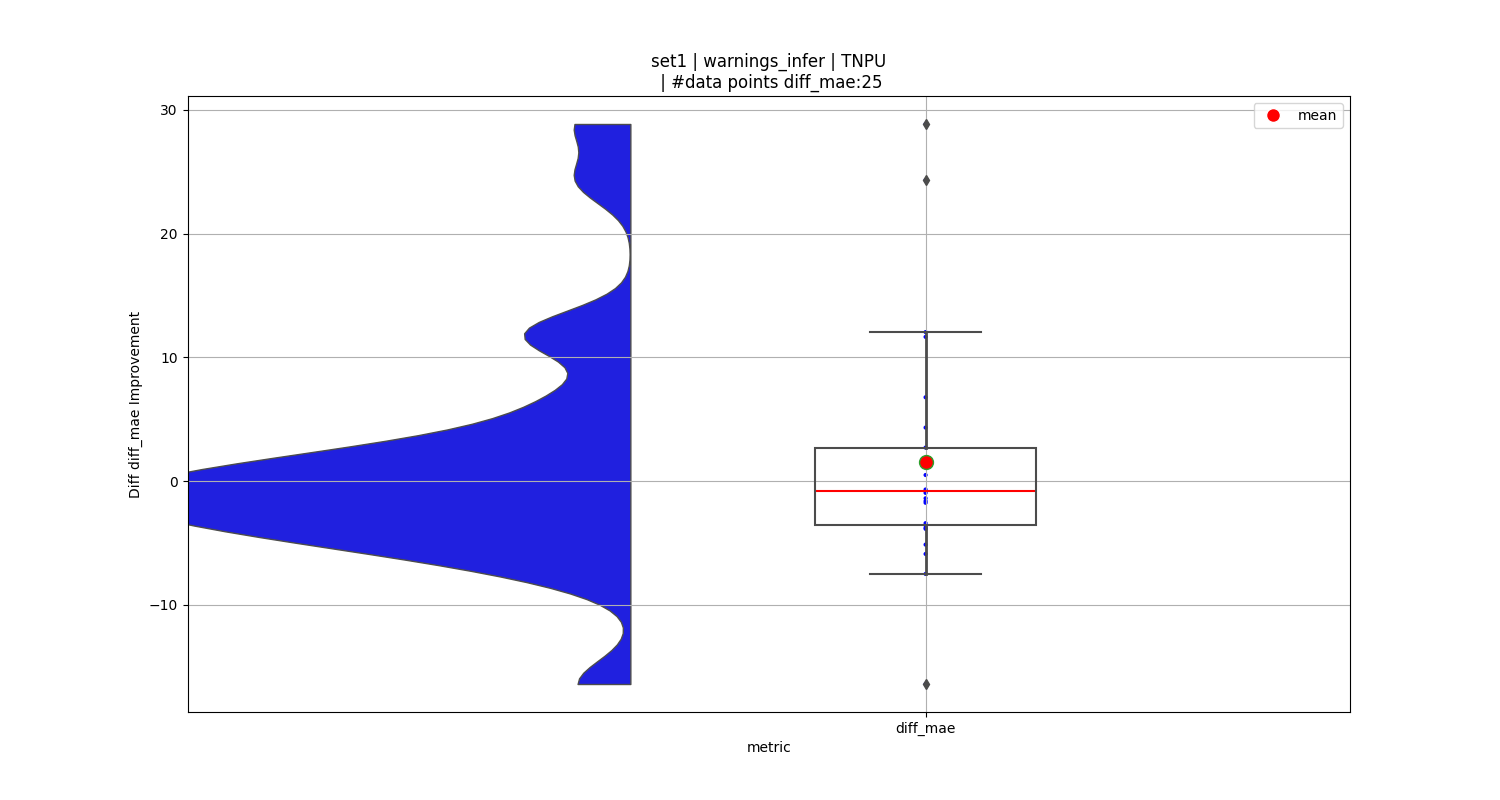 set1 | warnings_infer | TNPU
| #data points diff_mae:25
mean
30
20
10
0
−10
Diff diff_mae Improvement
diff_mae
metric